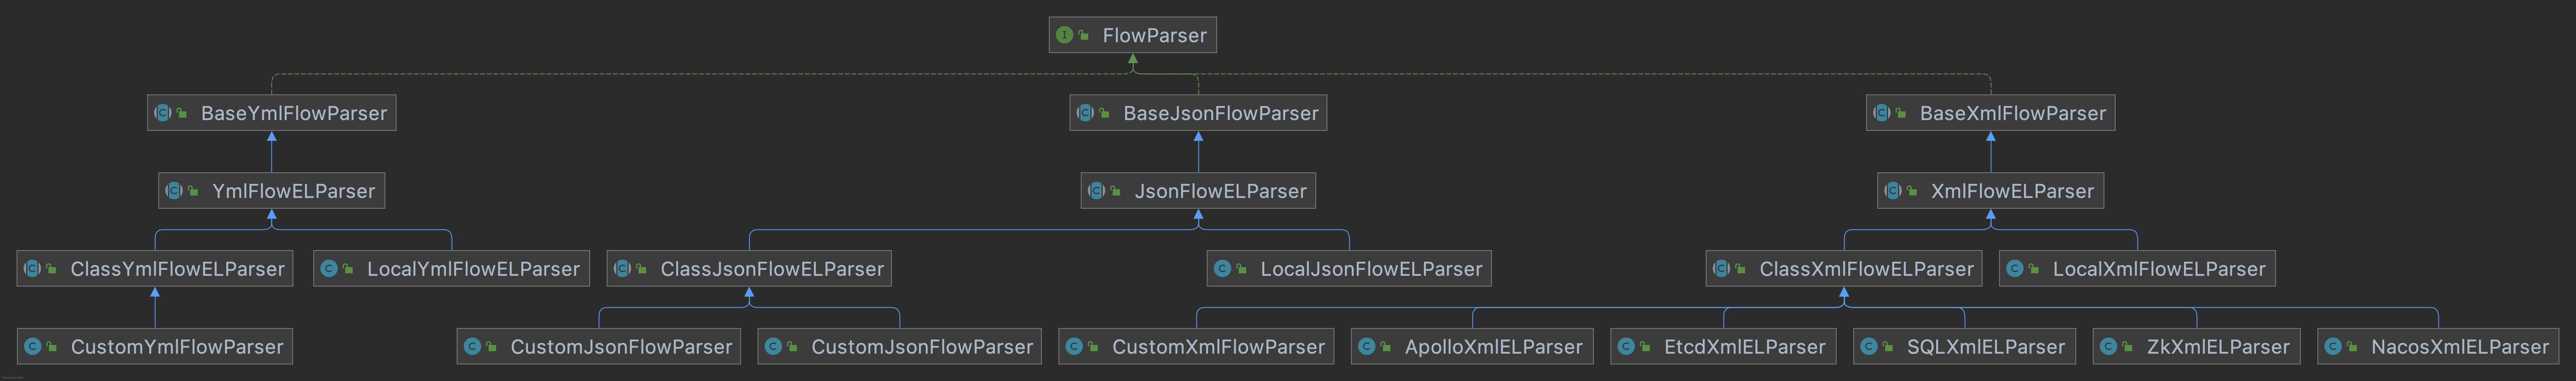 FlowParser
BaseYmlFlowParser
BaseJsonFlowParser
BaseXmlFlowParser
YmlFlowELParser
JsonFlowELParser
XmlFlowELParser
ClassYmlFlowELParser
LocalYmlFlowELParser
ClassJsonFlowELParser
LocalJsonFlowELParser
ClassXmlFlowELParser
LocalXmlFlowELParser
CustomYmlFlowParser
CustomJsonFlowParser
CustomJsonFlowParser
CustomXmlFlowParser
ApolloXmlELParser
EtcdXmlELParser
SQLXmlELParser
ZkXmlELParser
NacosXmlELParser